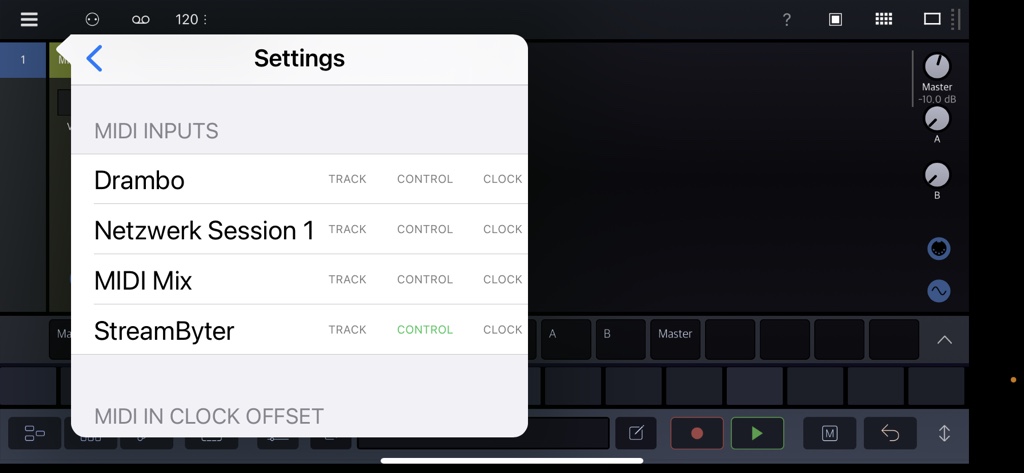 120
?
Settings
1
M
Master
-10.0 dB
A
B
MIDI INPUTS
Drambo TRACK CONTROL CLOCK
Netzwerk Session 1 TRACK CONTROL CLOCK
MIDI Mix TRACK CONTROL CLOCK
StreamByter TRACK CONTROL CLOCK
Ma
A B Master
MIDI IN CLOCK OFFSET
M